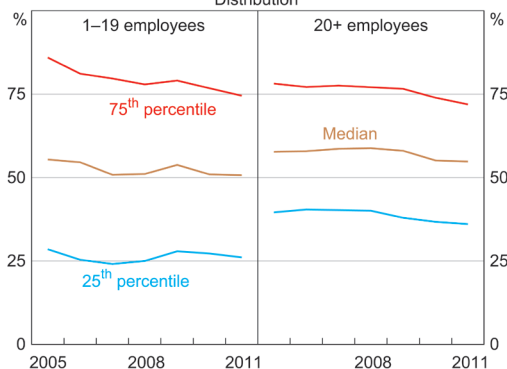 Distribution
% 1–19 employees 20+ employees %
75 75
75th percentile
Median
50 50
25 25
25th percentile
0 0
2005 2008 2011 2008 2011